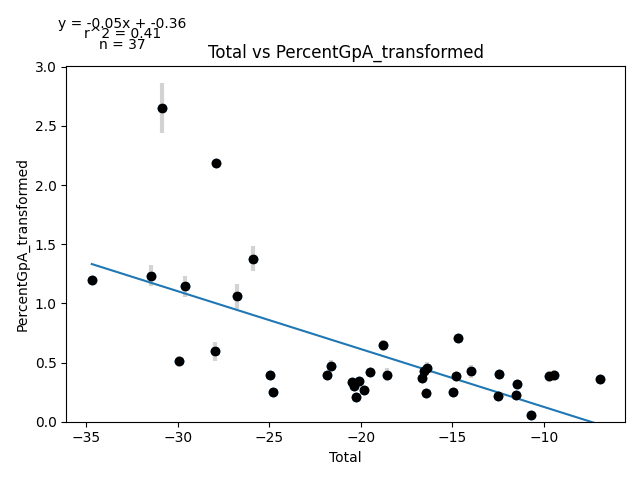 y = -0.05x + -0.36
r^2 = 0.41
n = 37
Total vs PercentGpA_transformed
3.0
2.5
2.0
1.5
1.0
0.5
0.0
PercentGpA_transformed
−35 −30 −25 −20 −15 −10
Total